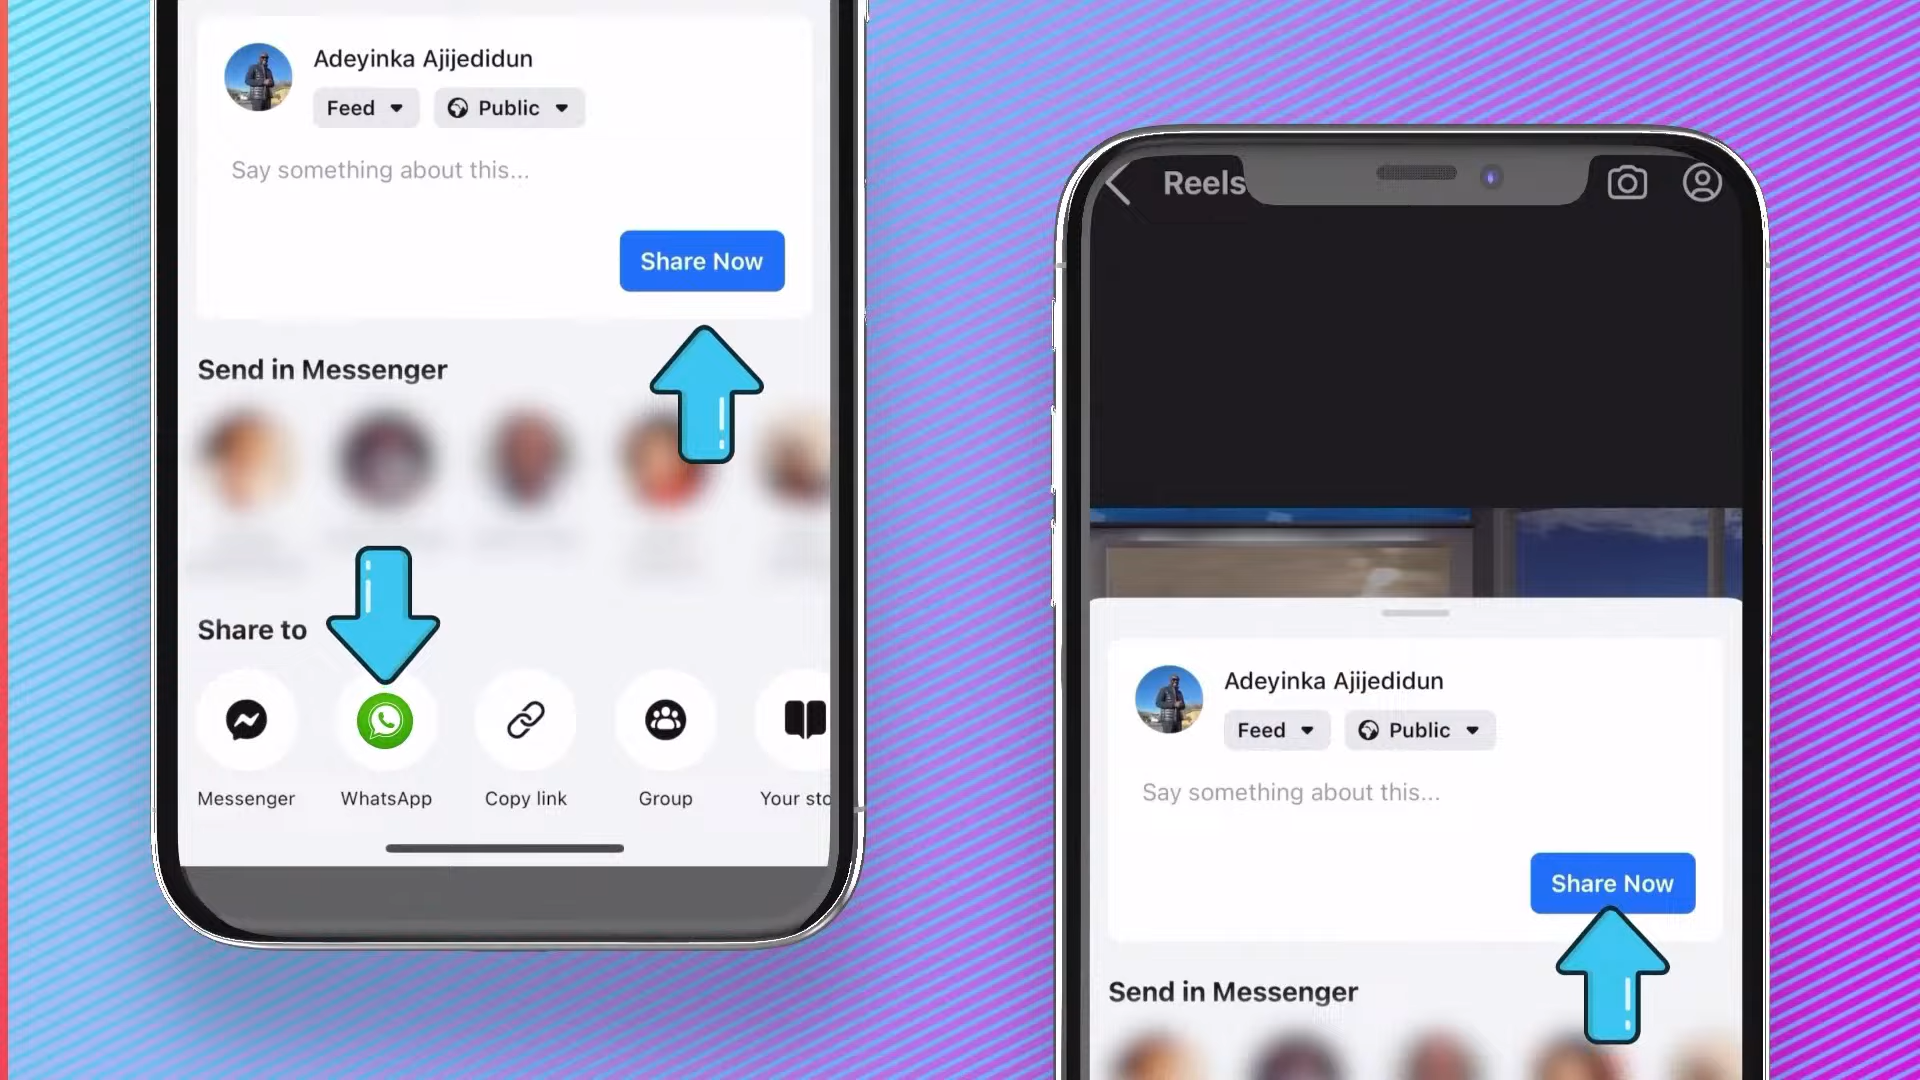 Adeyinka Ajijedidun
Feed
Public
Say something about this...
Share Now
Send in Messenger
Share to
Messenger
WhatsApp
Copy link
Group
Your sto
Reels
Adeyinka Ajijedidun
Feed
Public
Say something about this...
Share Now
Send in Messenger